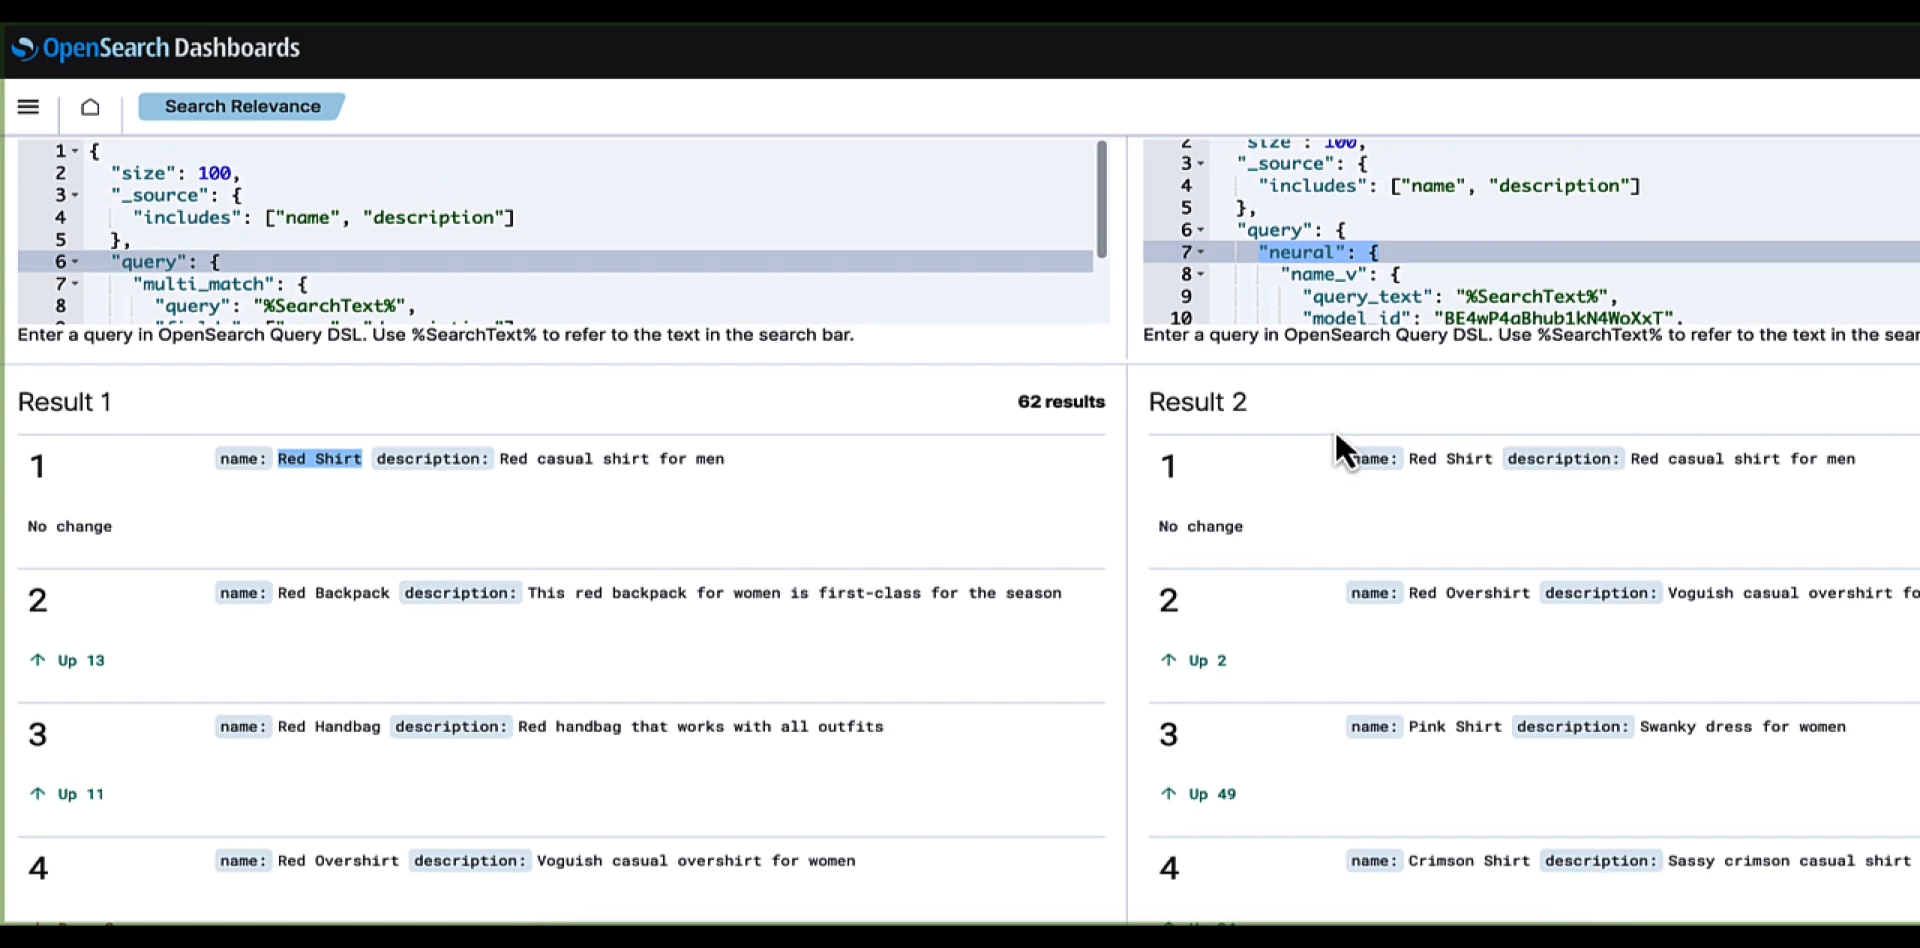 OpenSearch Dashboards
Search Relevance
1 {
2 "size": 100,
3 "_source": {
4 "includes": ["name", "description"]
5 },
6 "query": {
7 "multi_match": {
8 "query": "%SearchText%",
Enter a query in OpenSearch Query DSL. Use %SearchText% to refer to the text in the search bar.
2 "size": 100,
3 "_source": {
4 "includes": ["name", "description"]
5 },
6 "query": {
7 "neural": {
8 "name_v": {
9 "query_text": "%SearchText%",
10 "model_id": "BE4wP4gBhub1kN4WoXxT",
Enter a query in OpenSearch Query DSL. Use %SearchText% to refer to the text in the sear
Result 1
62 results
1
name: Red Shirt description: Red casual shirt for men
No change
2
name: Red Backpack description: This red backpack for women is first-class for the season
↑ Up 13
3
name: Red Handbag description: Red handbag that works with all outfits
↑ Up 11
4
name: Red Overshirt description: Voguish casual overshirt for women
Result 2
1
name: Red Shirt description: Red casual shirt for men
No change
2
name: Red Overshirt description: Voguish casual overshirt fo
↑ Up 2
3
name: Pink Shirt description: Swanky dress for women
↑ Up 49
4
name: Crimson Shirt description: Sassy crimson casual shirt